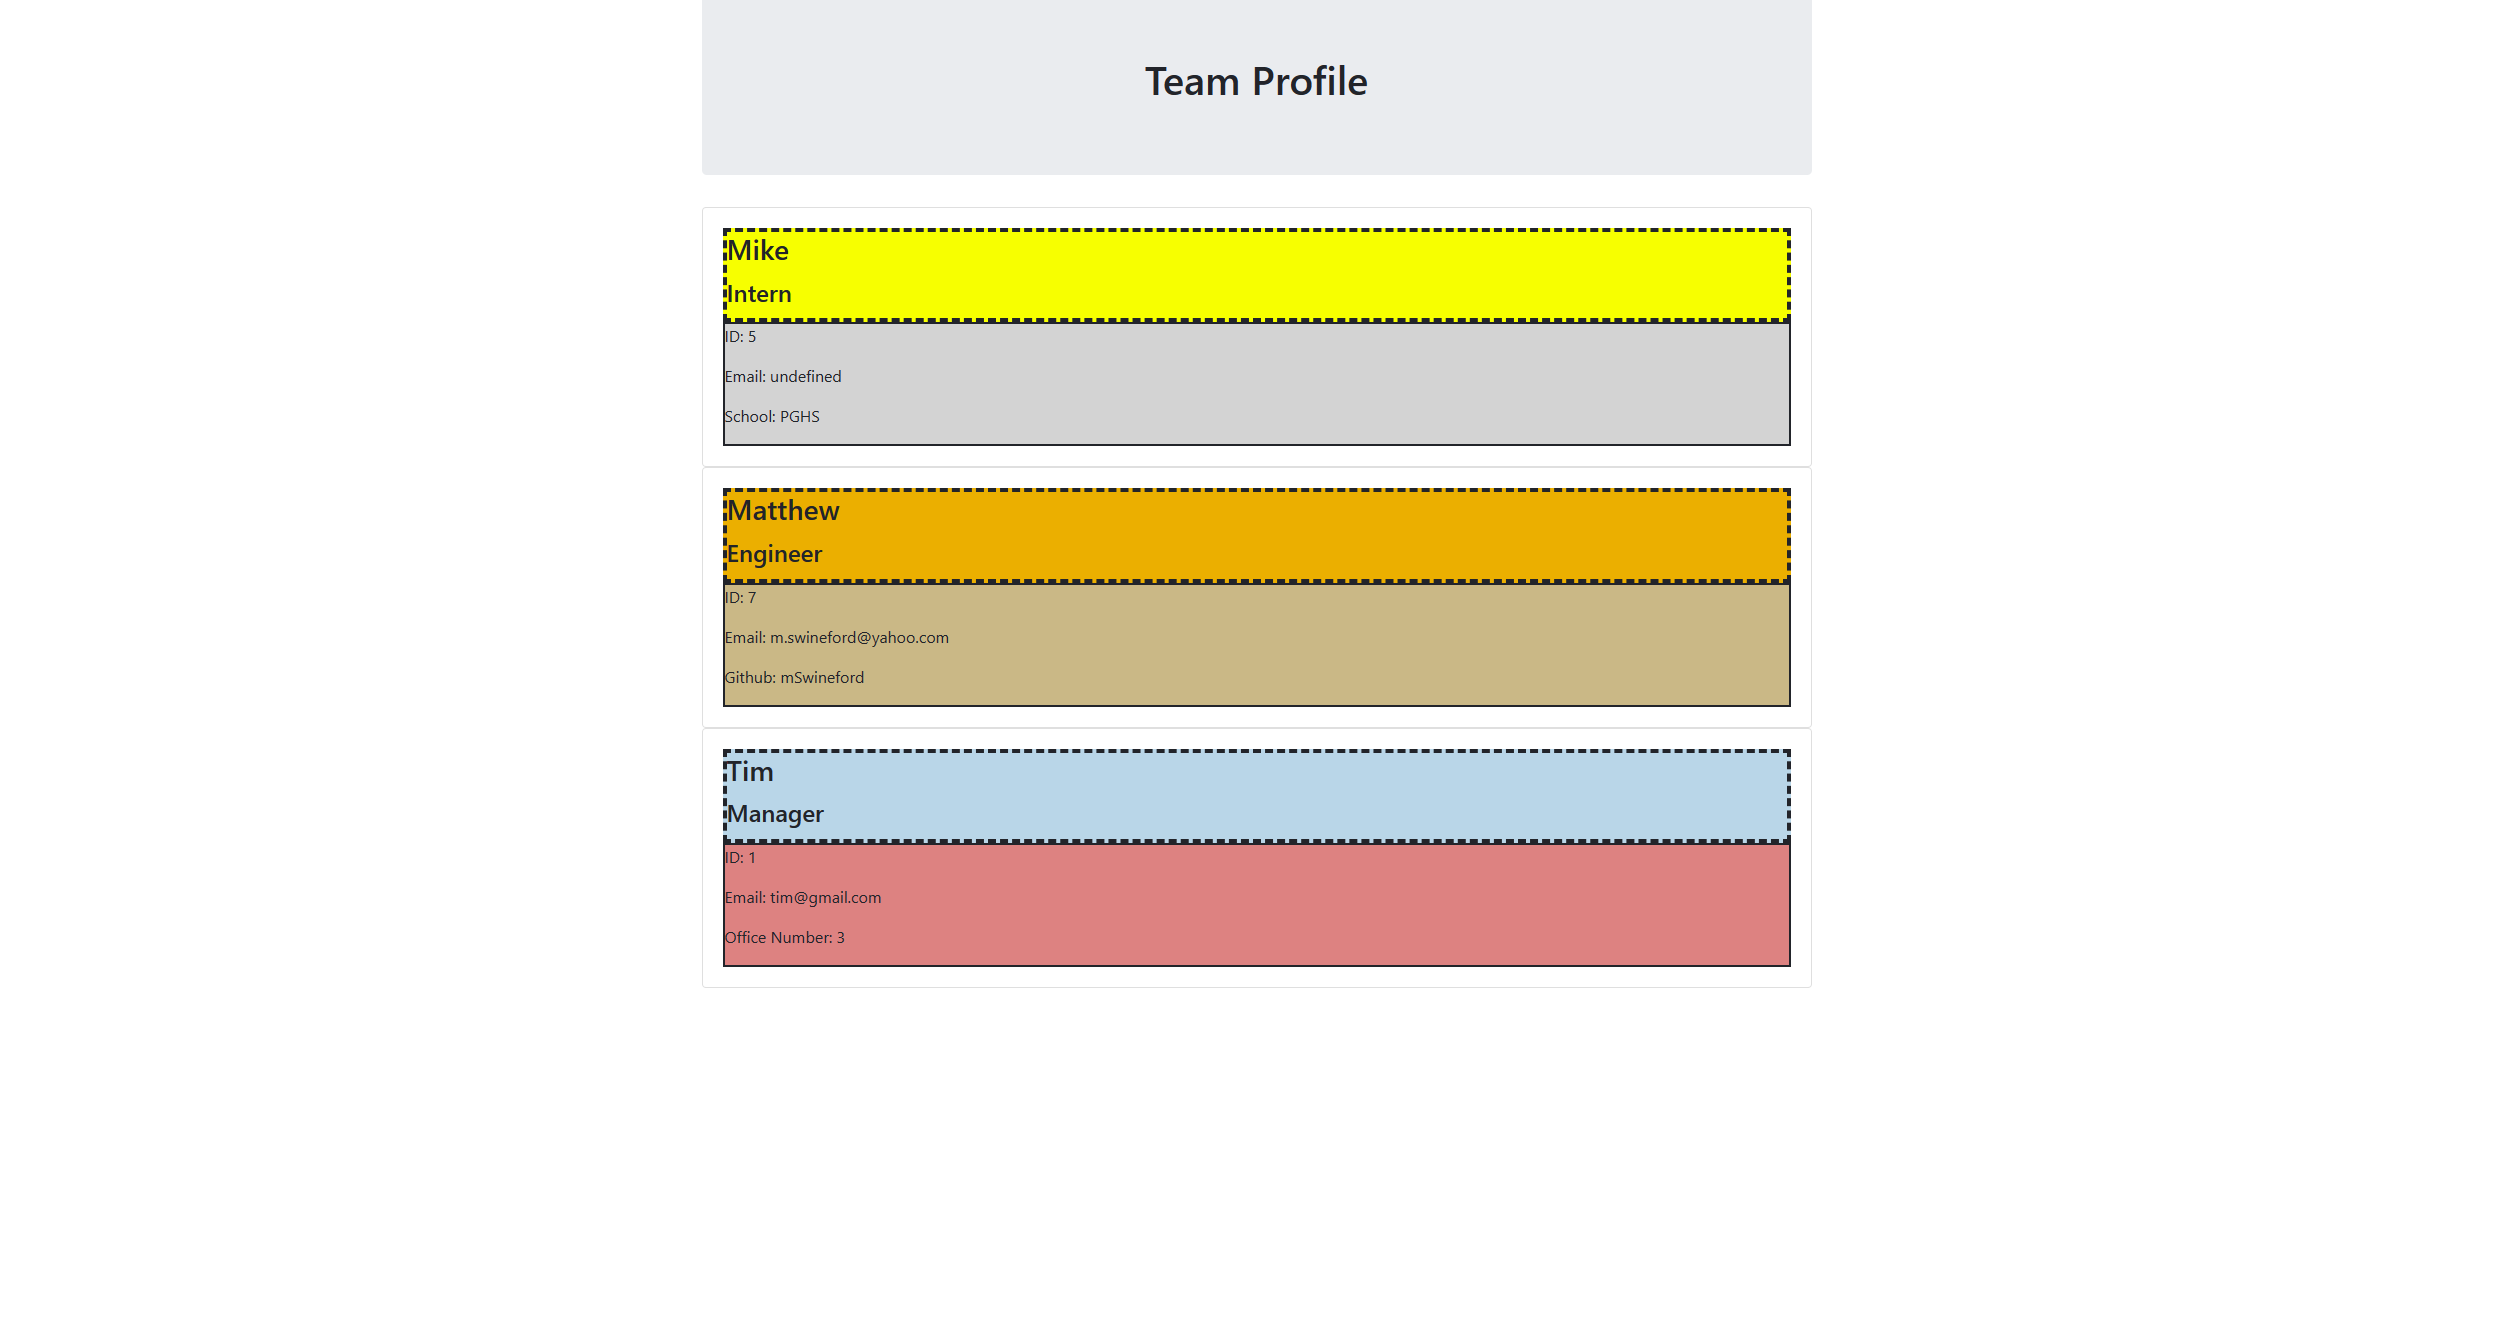 Team Profile
Mike
Intern
ID: 5
Email: undefined
School: PGHS
Matthew
Engineer
ID: 7
Email: m.swineford@yahoo.com
Github: mSwineford
Tim
Manager
ID: 1
Email: tim@gmail.com
Office Number: 3